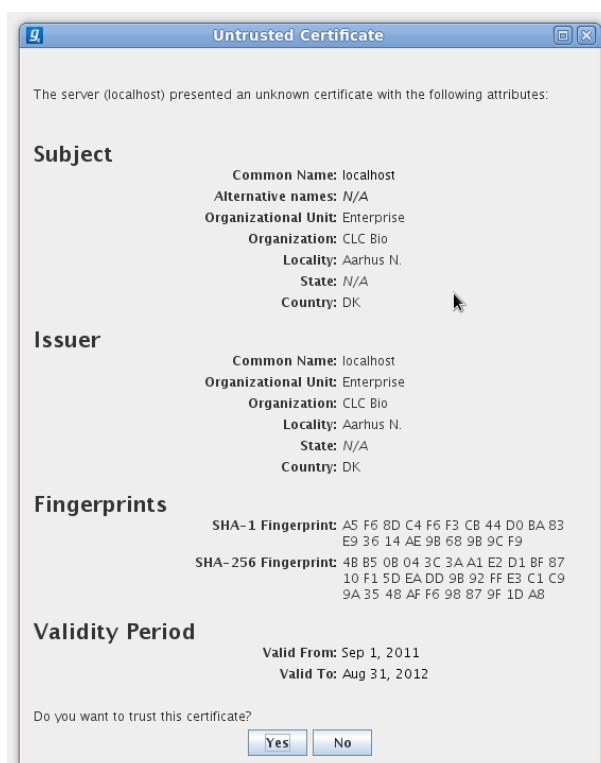 Untrusted Certificate
The server (localhost) presented an unknown certificate with the following attributes:
Subject
Common Name: localhost
Alternative names: N/A
Organizational Unit: Enterprise
Organization: CLC Bio
Locality: Aarhus N.
State: N/A
Country: DK
Issuer
Common Name: localhost
Organizational Unit: Enterprise
Organization: CLC Bio
Locality: Aarhus N.
State: N/A
Country: DK
Fingerprints
SHA-1 Fingerprint: A5 F6 8D C4 F6 F3 CB 44 D0 BA 83
E9 36 14 AE 9B 68 9B 9C F9
SHA-256 Fingerprint: 4B B5 0B 04 3C 3A A1 E2 D1 BF 87
10 F1 5D EA DD 9B 92 FF E3 C1 C9
9A 35 48 AF F6 98 87 9F 1D A8
Validity Period
Valid From: Sep 1, 2011
Valid To: Aug 31, 2012
Do you want to trust this certificate?
Yes No